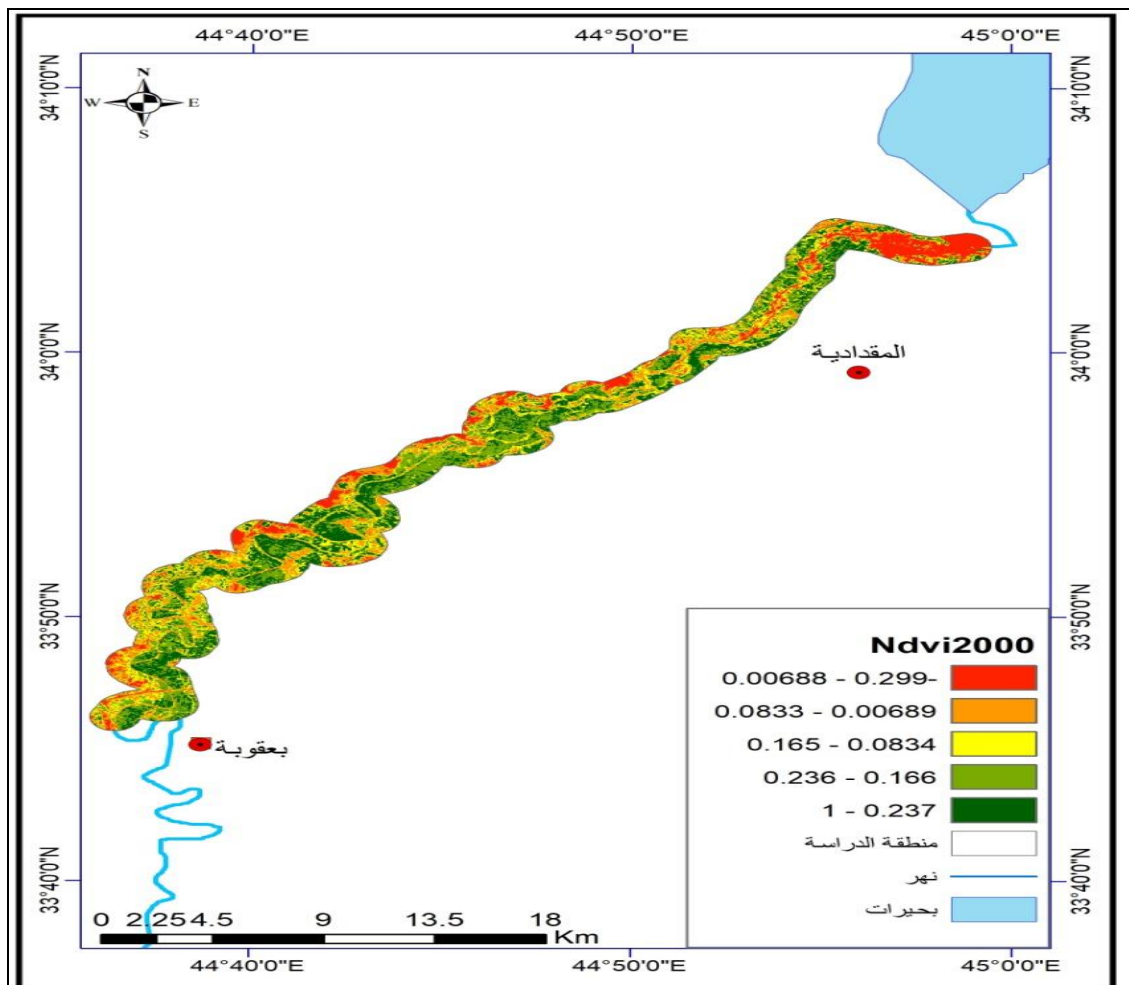 44°40'0"E 44°50'0"E 45°0'0"E
34°10'0"N 34°10'0"N
N
W E
S
34°0'0"N 34°0'0"N
المقدادية
33°50'0"N 33°50'0"N
بعقوبة
33°40'0"N 33°40'0"N
Ndvi2000
0.00688 - 0.299-
0.0833 - 0.00689
0.165 - 0.0834
0.236 - 0.166
1 - 0.237
منطقة الدراسة
نهر
بحيرات
0 2.25 4.5 9 13.5 18
Km
44°40'0"E 44°50'0"E 45°0'0"E